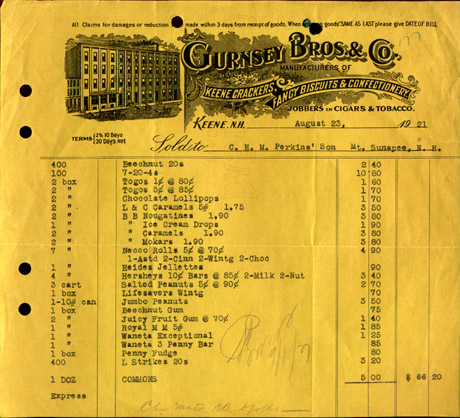 All Claims for damages or reduction made within 3 days from receipt of goods. When goods "SAME AS LAST please give DATE OF BILL
GURNSEY BROS. & CO.
MANUFACTURERS OF
KEENE CRACKERS,
FANCY BISCUITS & CONFECTIONERY.
JOBBERS IN CIGARS & TOBACCO.
TERMS 2% 10 Days
30 Days Net
KEENE, N.H. August 23, 1921
Sold to C. H. M. Perkins' Son Mt. Sunapee, N. H.
400 Beechnut 20s 2 40
100 7-20-4s 10 80
2 box Togos 1¢ @ 80¢ 1 60
2 " Togos 5¢ @ 85¢ 1 70
2 " Chocolate Lollipops 1 70
2 " L & C Caramels 5# 1.75 3 50
2 " B B Nougatines 1.90 3 80
1 " Ice Cream Drops 1 90
2 " Caramels 1.90 3 80
2 " Mokars 1.90 3 80
7 " Necco Rolls 5¢ @ 70¢ 4 90
1-Astd 2-Cinn 2-Wintg 2-Choc
1 " Heides Jellettes 90
4 " Hersheys 10¢ Bars @ 85¢ 2-Milk 2-Nut 3 40
3 cart Salted Peanuts 5¢ @ 90¢ 2 70
1 box Lifesavers Wintg 65
1-10# can Jumbo Peanuts 3 50
1 box Beechnut Gum 75
2 " Juicy Fruit Gum @ 70¢ 1 40
1 " Royal M M 5# 1 85
1 " Waneta Exceptional 1 25
1 " Waneta 3 Penny Bar 85
1 box Penny Fudge 80
400 L Strikes 20s 3 20
1 DOZ COMMONS 5 00 $ 66 20
Express